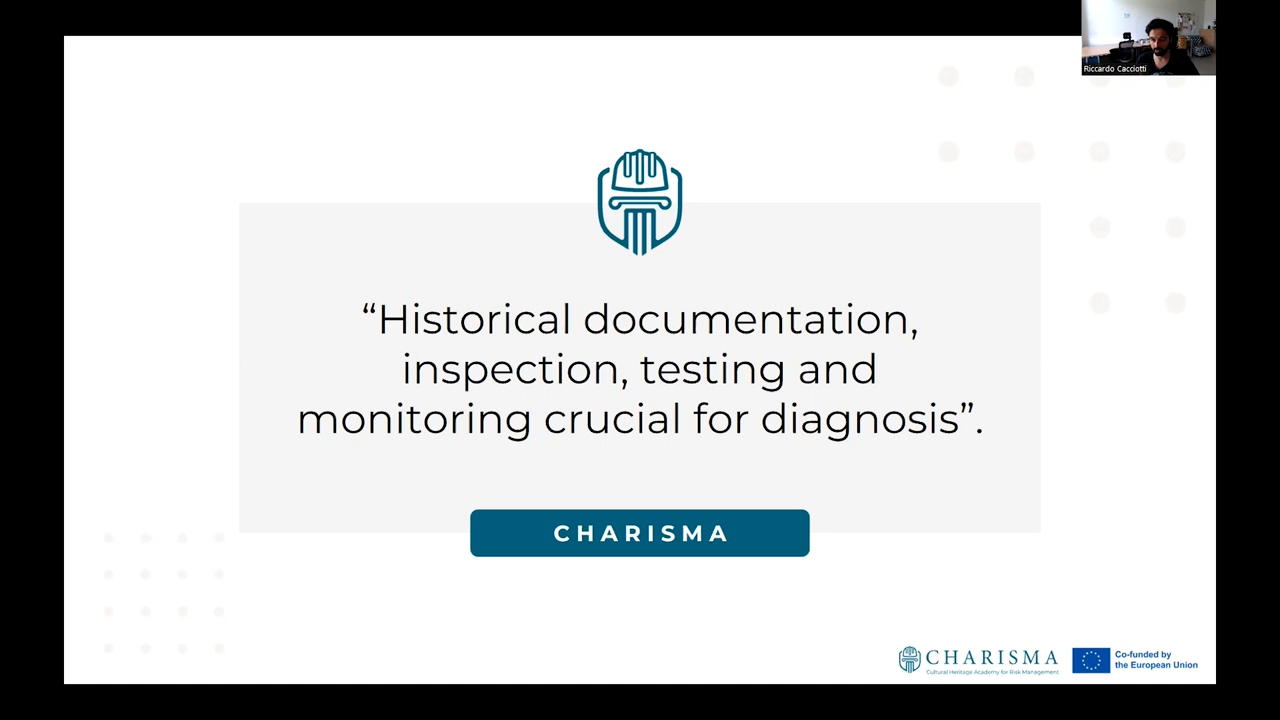 Riccardo Cacciotti
“Historical documentation,
inspection, testing and
monitoring crucial for diagnosis”.
CHARISMA
CHARISMA
Cultural Heritage Academy for Risk Management
Co-funded by
the European Union